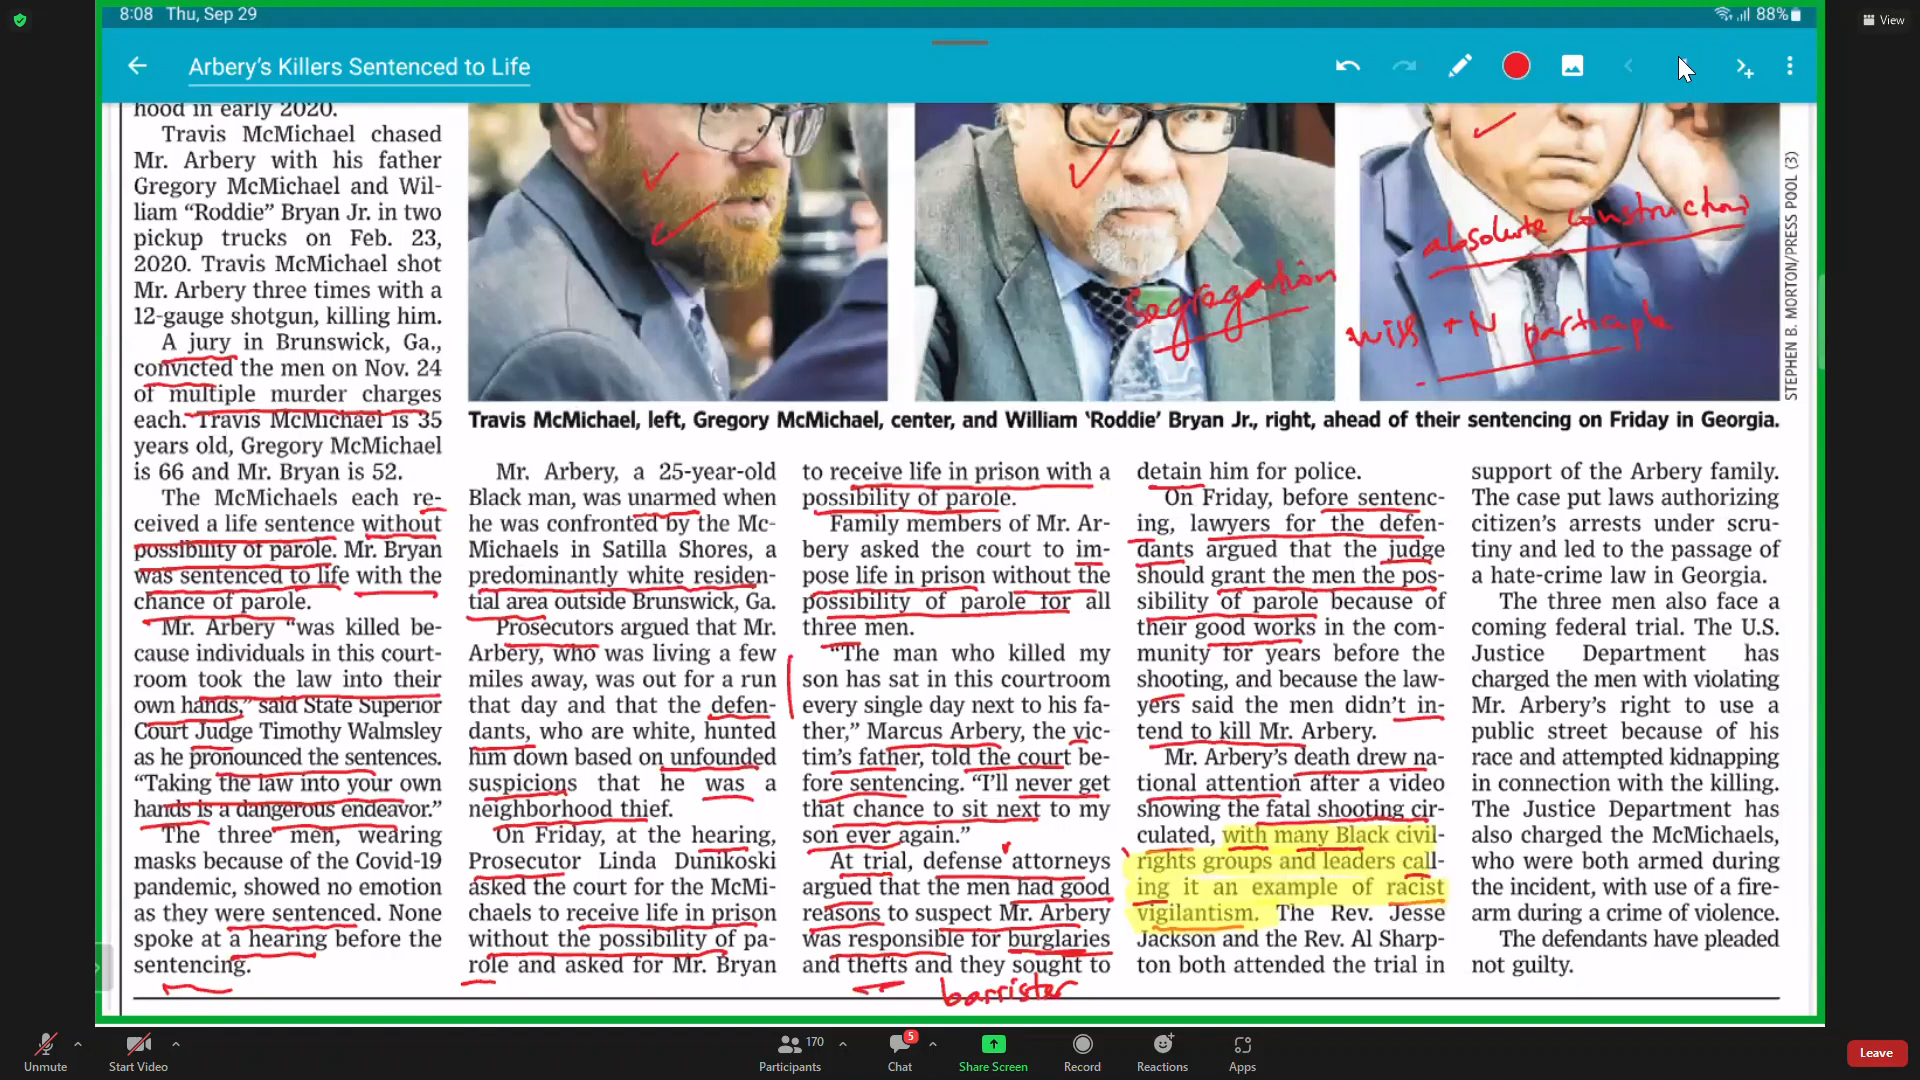 8:08 Thu, Sep 29
88%
View
Arbery's Killers Sentenced to Life
hood in early 2020.
Travis McMichael chased
Mr. Arbery with his father
Gregory McMichael and Wil-
liam “Roddie” Bryan Jr. in two
pickup trucks on Feb. 23,
2020. Travis McMichael shot
Mr. Arbery three times with a
12-gauge shotgun, killing him.
A jury in Brunswick, Ga.,
convicted the men on Nov. 24
of multiple murder charges
each. Travis McMichael is 35
years old, Gregory McMichael
is 66 and Mr. Bryan is 52.
The McMichaels each re-
ceived a life sentence without
possibility of parole. Mr. Bryan
was sentenced to life with the
chance of parole.
Mr. Arbery “was killed be-
cause individuals in this court-
room took the law into their
own hands,” said State Superior
Court Judge Timothy Walmsley
as he pronounced the sentences.
“Taking the law into your own
hands is a dangerous endeavor.”
The three men, wearing
masks because of the Covid-19
pandemic, showed no emotion
as they were sentenced. None
spoke at a hearing before the
sentencing.
segregation
absolute construction
with + N participle
STEPHEN B. MORTON/PRESS POOL (3)
Travis McMichael, left, Gregory McMichael, center, and William ‘Roddie’ Bryan Jr., right, ahead of their sentencing on Friday in Georgia.
Mr. Arbery, a 25-year-old
Black man, was unarmed when
he was confronted by the Mc-
Michaels in Satilla Shores, a
predominantly white residen-
tial area outside Brunswick, Ga.
Prosecutors argued that Mr.
Arbery, who was living a few
miles away, was out for a run
that day and that the defen-
dants, who are white, hunted
him down based on unfounded
suspicions that he was a
neighborhood thief.
On Friday, at the hearing,
Prosecutor Linda Dunikoski
asked the court for the McMi-
chaels to receive life in prison
without the possibility of pa-
role and asked for Mr. Bryan
to receive life in prison with a
possibility of parole.
Family members of Mr. Ar-
bery asked the court to im-
pose life in prison without the
possibility of parole for all
three men.
“The man who killed my
son has sat in this courtroom
every single day next to his fa-
ther,” Marcus Arbery, the vic-
tim's father, told the court be-
fore sentencing. “I'll never get
that chance to sit next to my
son ever again.”
At trial, defense attorneys
argued that the men had good
reasons to suspect Mr. Arbery
was responsible for burglaries
and thefts and they sought to
barrister
detain him for police.
On Friday, before sentenc-
ing, lawyers for the defen-
dants argued that the judge
should grant the men the pos-
sibility of parole because of
their good works in the com-
munity for years before the
shooting, and because the law-
yers said the men didn't in-
tend to kill Mr. Arbery.
Mr. Arbery's death drew na-
tional attention after a video
showing the fatal shooting cir-
culated, with many Black civil-
rights groups and leaders call-
ing it an example of racist
vigilantism. The Rev. Jesse
Jackson and the Rev. Al Sharp-
ton both attended the trial in
support of the Arbery family.
The case put laws authorizing
citizen's arrests under scru-
tiny and led to the passage of
a hate-crime law in Georgia.
The three men also face a
coming federal trial. The U.S.
Justice Department has
charged the men with violating
Mr. Arbery's right to use a
public street because of his
race and attempted kidnapping
in connection with the killing.
The Justice Department has
also charged the McMichaels,
who were both armed during
the incident, with use of a fire-
arm during a crime of violence.
The defendants have pleaded
not guilty.
Unmute
Start Video
170
Participants
5
Chat
Share Screen
Record
Reactions
Apps
Leave